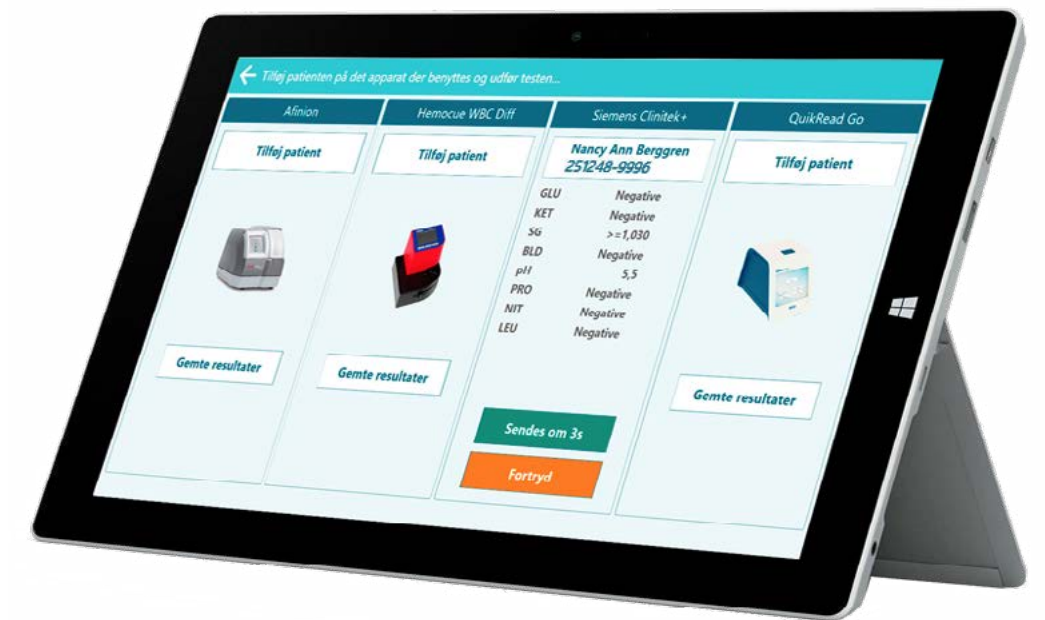 Tilføj patienten på det apparat der benyttes og udfør testen...
Afinion
Tilføj patient
Gemte resultater
Hemocue WBC Diff
Tilføj patient
Gemte resultater
Siemens Clinitek+
Nancy Ann Berggren
251248-9996
GLU Negative
KET Negative
SG >=1,030
BLD Negative
pH 5,5
PRO Negative
NIT Negative
LEU Negative
Sendes om 3s
Fortryd
QuikRead Go
Tilføj patient
Gemte resultater